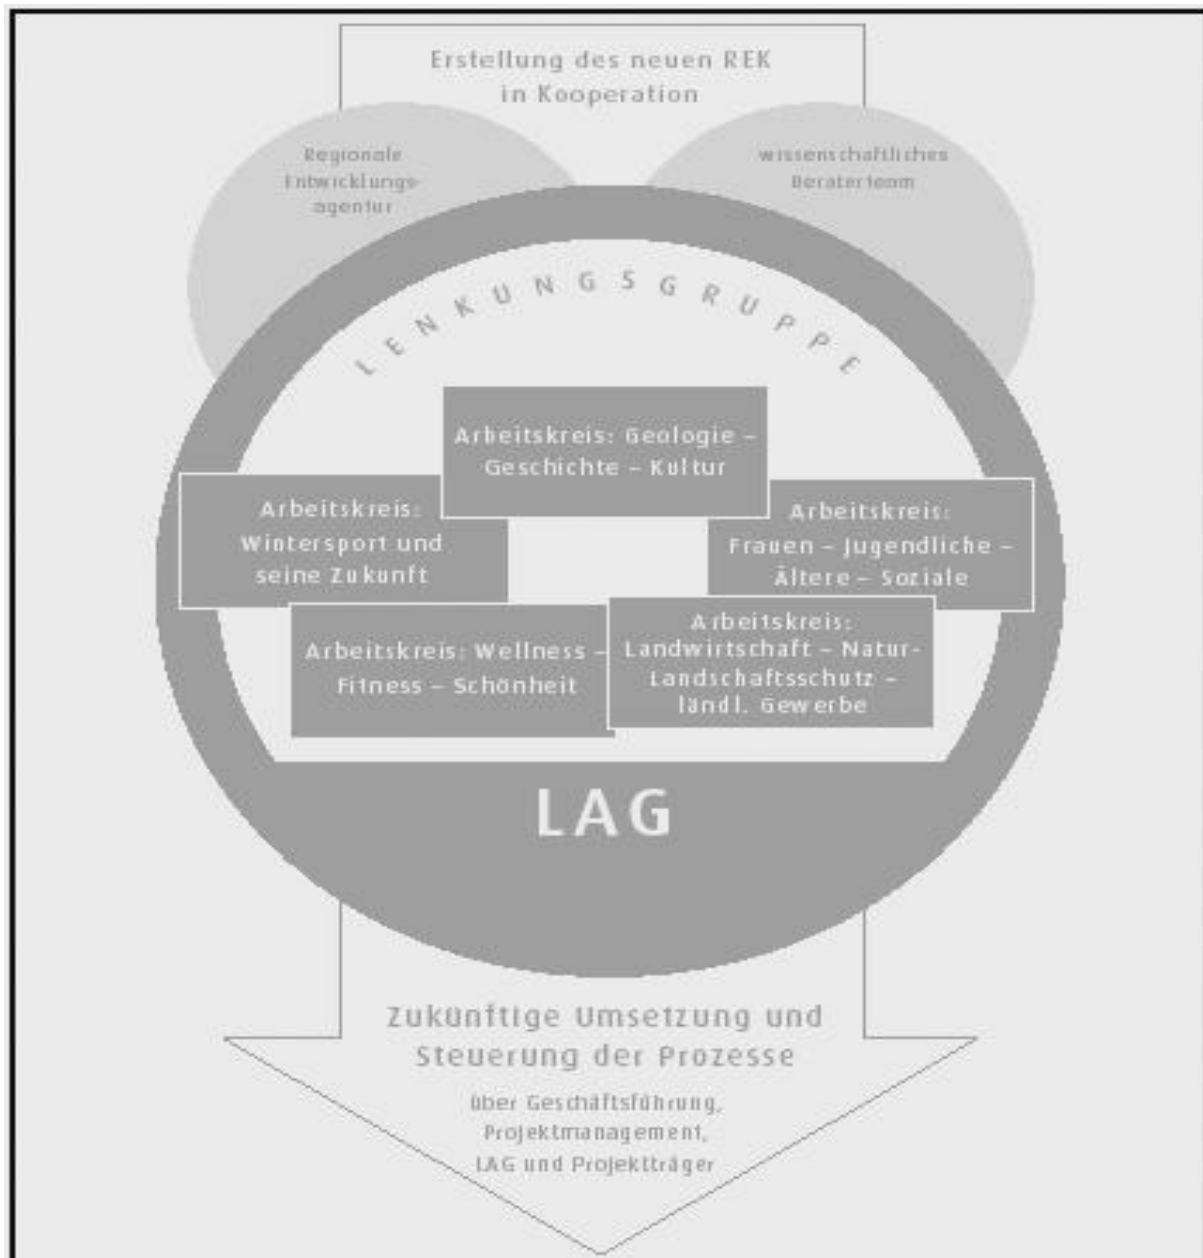 Erstellung des neuen REK
in Kooperation
Regionale
Entwicklungs-
agentur
wissenschaftliches
Beraterteam
LENKUNGSGRUPPE
Arbeitskreis: Geologie –
Geschichte – Kultur
Arbeitskreis:
Wintersport und
seine Zukunft
Arbeitskreis:
Frauen – Jugendliche –
Ältere – Soziale
Arbeitskreis: Wellness –
Fitness – Schönheit
Arbeitskreis:
Landwirtschaft – Natur-
Landschaftsschutz –
ländl. Gewerbe
LAG
Zukünftige Umsetzung und
Steuerung der Prozesse
über Geschäftsführung,
Projektmanagement,
LAG und Projektträger